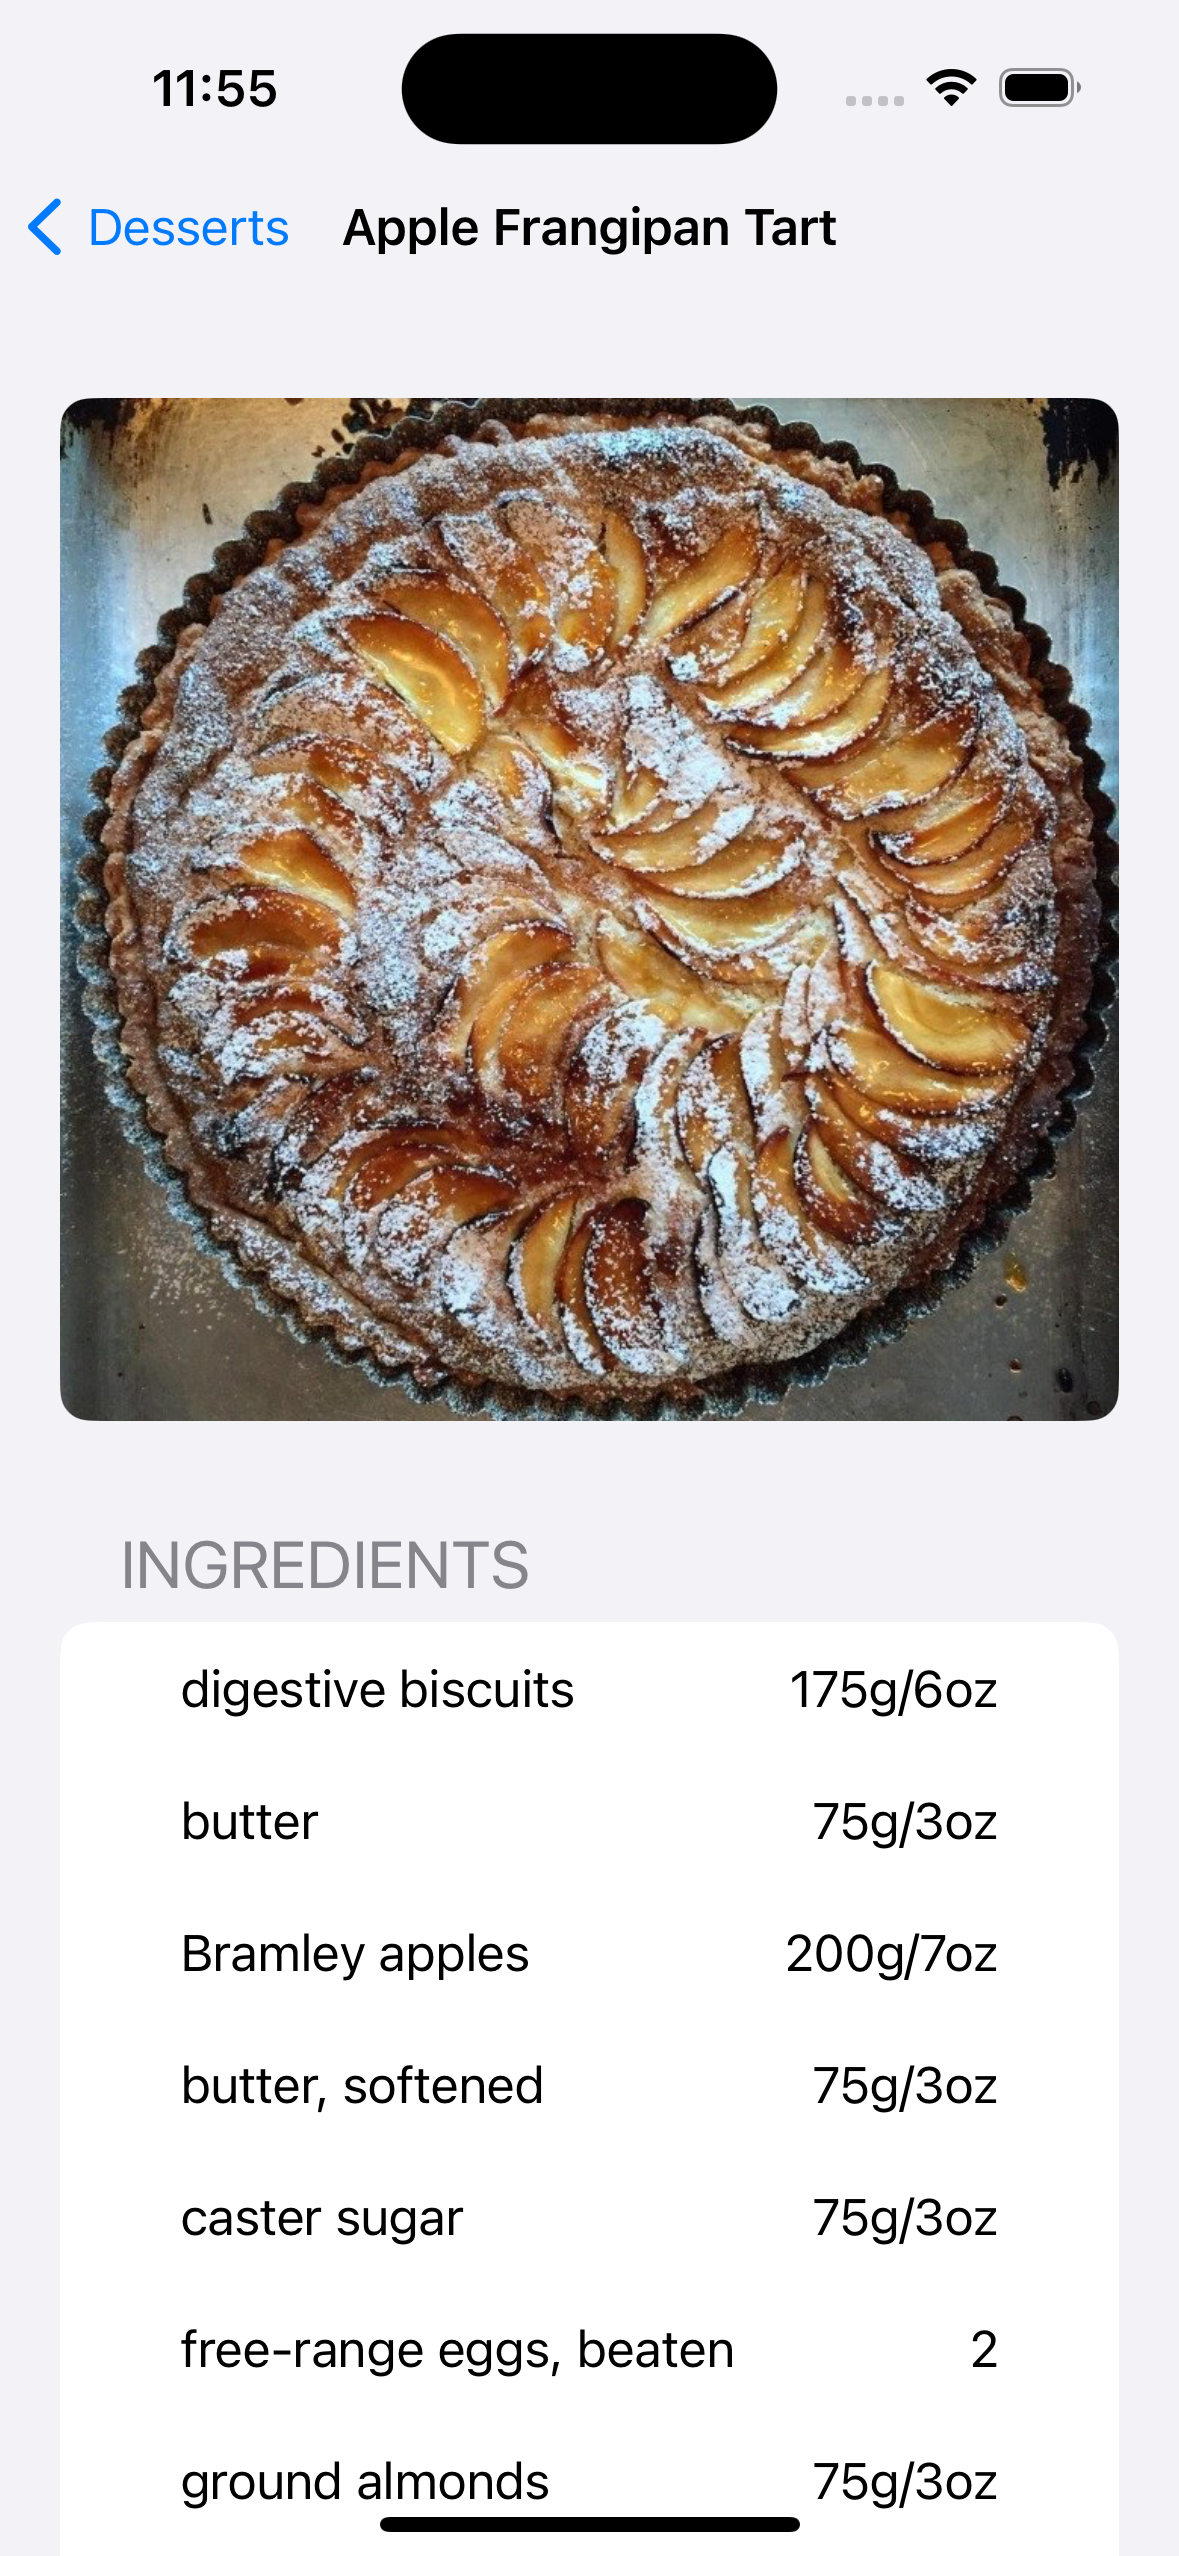 11:55
Desserts Apple Frangipan Tart
INGREDIENTS
digestive biscuits 175g/6oz
butter 75g/3oz
Bramley apples 200g/7oz
butter, softened 75g/3oz
caster sugar 75g/3oz
free-range eggs, beaten 2
ground almonds 75g/3oz